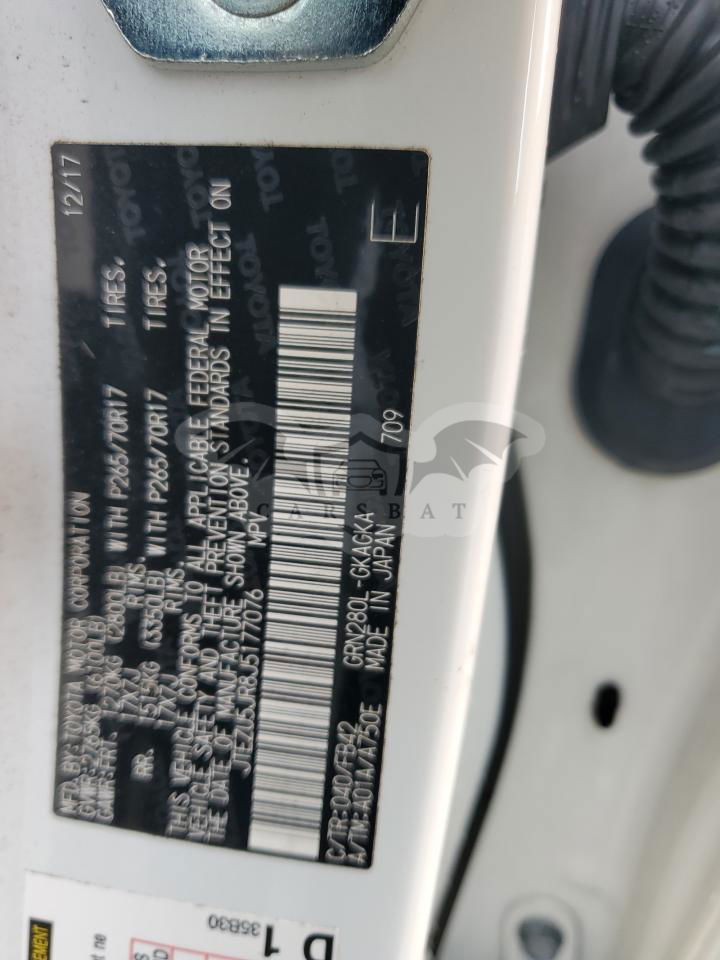 MFD. BY: TOYOTA MOTOR CORPORATION 12/17
GVWR: 2765KG (6100LB)
GAWR: FRT. 1270KG (2800LB) WITH P265/70R17 TIRES.
17X7J RIMS.
RR. 1515KG (3350LB) WITH P265/70R17 TIRES.
17X7J RIMS.
THIS VEHICLE CONFORMS TO ALL APPLICABLE FEDERAL MOTOR
VEHICLE SAFETY AND THEFT PREVENTION STANDARDS IN EFFECT ON
THE DATE OF MANUFACTURE SHOWN ABOVE.
JTEZU5JR8J5177076 MPV
C/TR: 040/FB42 GRN280L-GKAGKA 709
A/TM: A01A/A750E MADE IN JAPAN
E
TOYOTA
CARSBAT
D 1
35B30